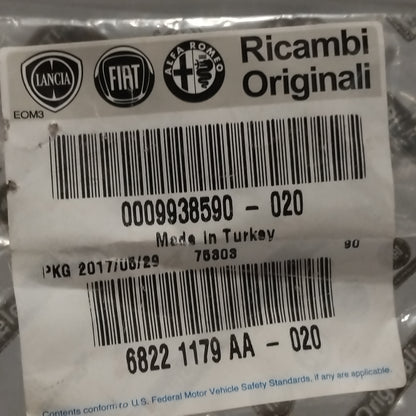 LANCIA FIAT ALFA ROMEO Ricambi
Originali
EOM3
0009938590 - 020
Made in Turkey
PKG 2017/05/29 76303 90
6822 1179 AA - 020
Contents conform to U.S. Federal Motor Vehicle Safety Standards, if any are applicable.